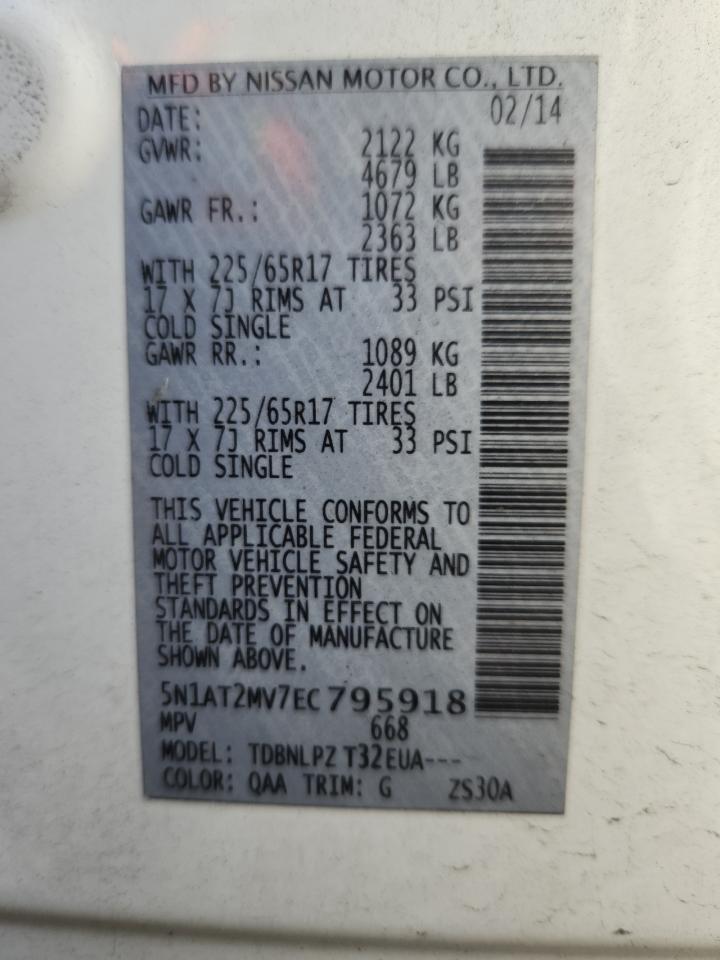 MFD BY NISSAN MOTOR CO., LTD.
DATE: 02/14
GVWR: 2122 KG
4679 LB
GAWR FR.: 1072 KG
2363 LB
WITH 225/65R17 TIRES
17 X 7J RIMS AT 33 PSI
COLD SINGLE
GAWR RR.: 1089 KG
2401 LB
WITH 225/65R17 TIRES
17 X 7J RIMS AT 33 PSI
COLD SINGLE
THIS VEHICLE CONFORMS TO
ALL APPLICABLE FEDERAL
MOTOR VEHICLE SAFETY AND
THEFT PREVENTION
STANDARDS IN EFFECT ON
THE DATE OF MANUFACTURE
SHOWN ABOVE.
5N1AT2MV7EC795918
MPV 668
MODEL: TDBNLPZ T32EUA---
COLOR: QAA TRIM: G ZS30A